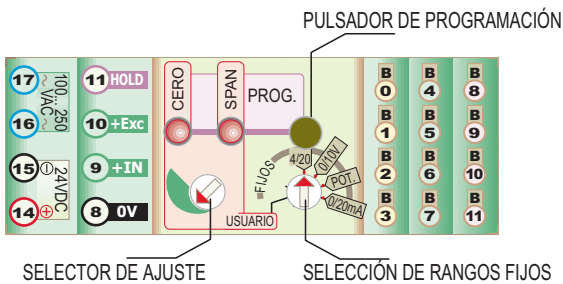 PULSADOR DE PROGRAMACIÓN
17 ~ 100...250 VAC
16 ~
15 ⊖ 24VDC
14 ⊕
11 HOLD
10 +Exc
9 +IN
8 0V
CERO
SPAN
PROG.
FIJOS
4/20
0/10V
POT.
0/20mA
USUARIO
B 0
B 4
B 8
B 1
B 5
B 9
B 2
B 6
B 10
B 3
B 7
B 11
SELECTOR DE AJUSTE
SELECCIÓN DE RANGOS FIJOS